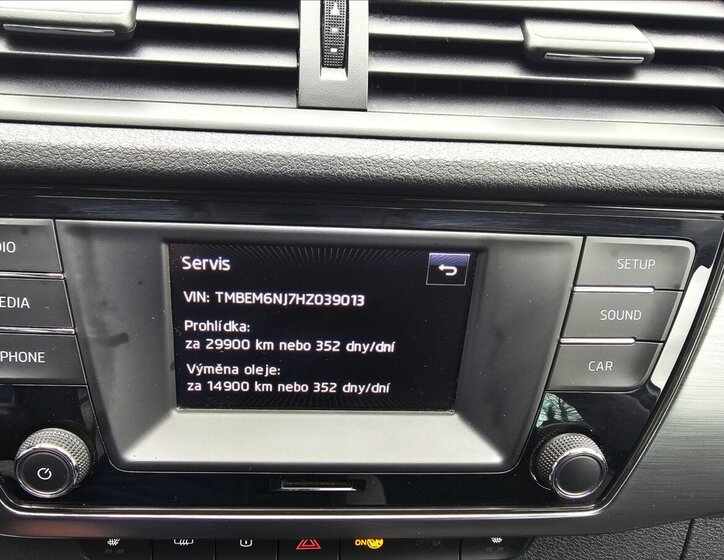 Servis
VIN: TMBEM6NJ7HZ039013
Prohlídka:
za 29900 km nebo 352 dny/dní
Výměna oleje:
za 14900 km nebo 352 dny/dní
SETUP
SOUND
CAR
PHONE
ON